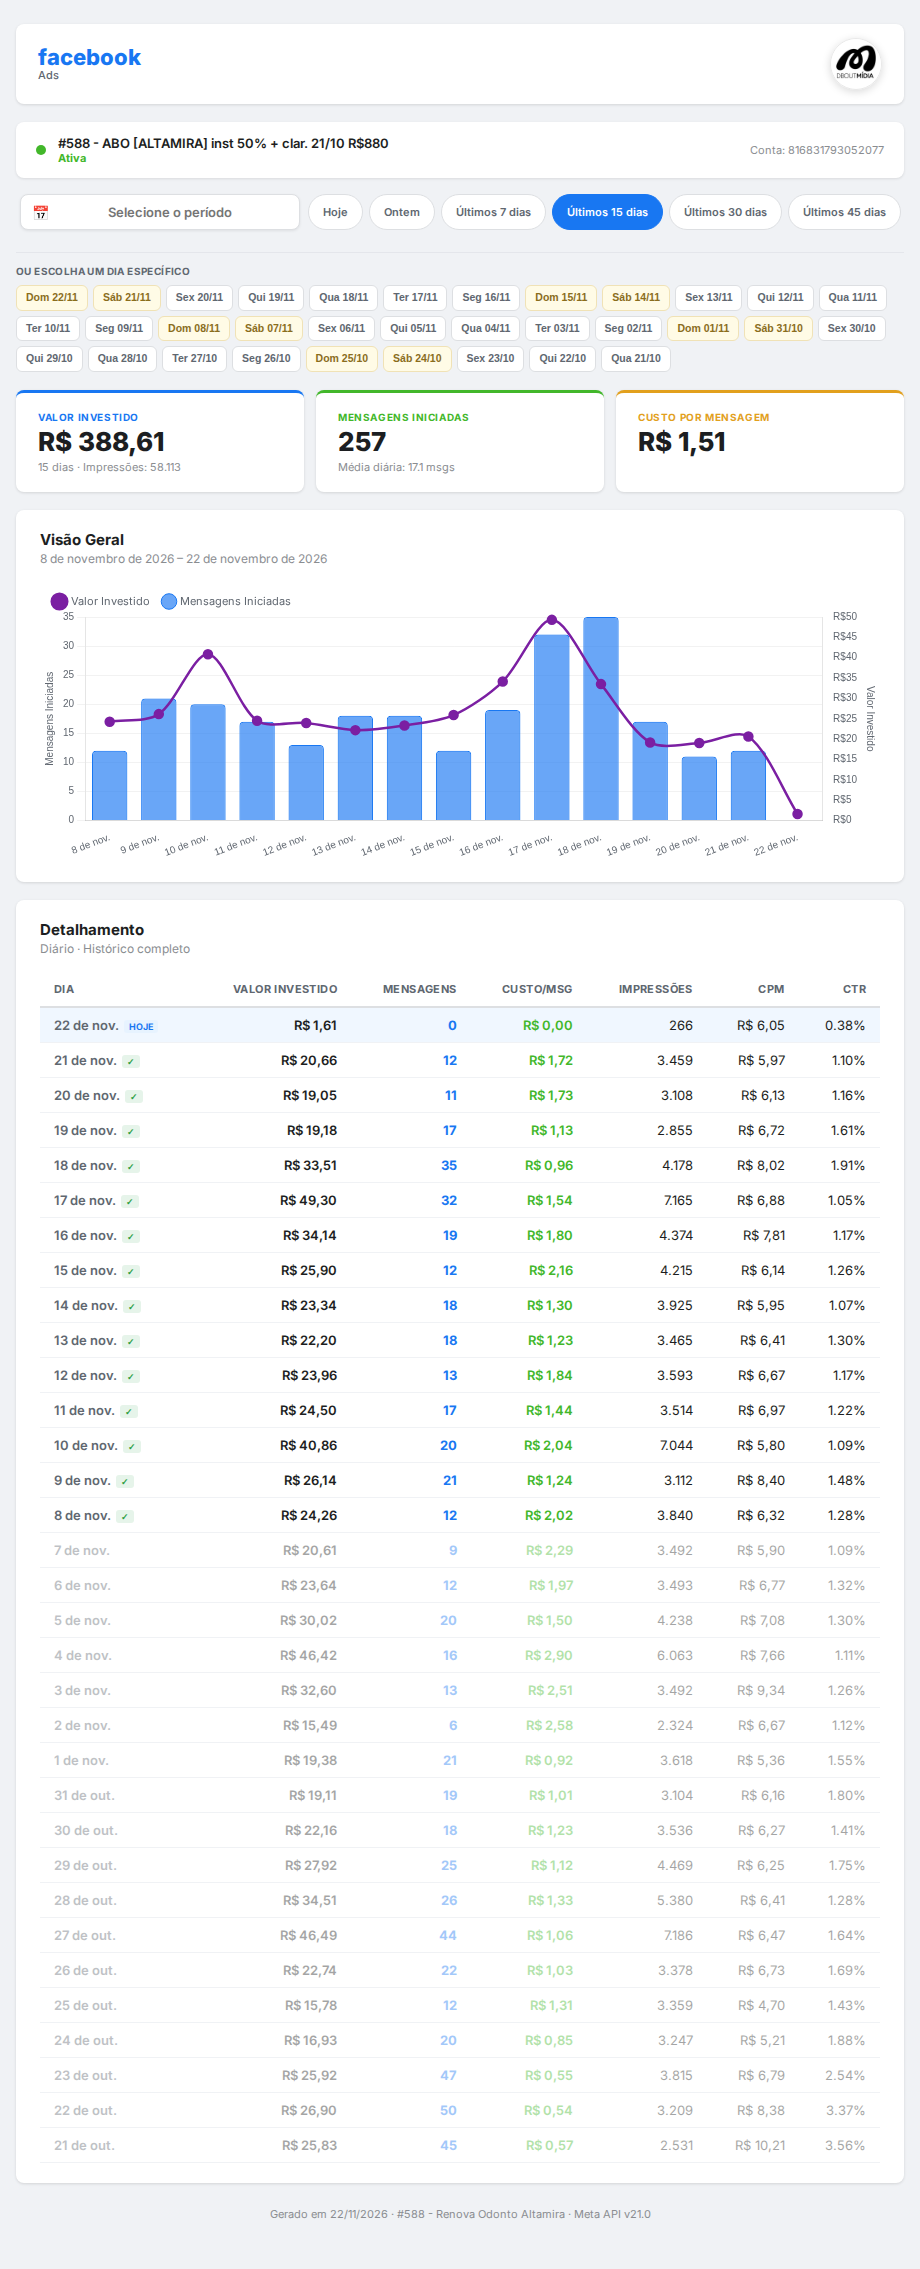 facebook
Ads
DBOUTMÍDIA
#588 - ABO [ALTAMIRA] inst 50% + clar. 21/10 R$880
Ativa
Conta: 816831793052077
📅 Selecione o período Hoje Ontem Últimos 7 dias Últimos 15 dias Últimos 30 dias Últimos 45 dias
OU ESCOLHA UM DIA ESPECÍFICO
Dom 22/11 Sáb 21/11 Sex 20/11 Qui 19/11 Qua 18/11 Ter 17/11 Seg 16/11 Dom 15/11 Sáb 14/11 Sex 13/11 Qui 12/11 Qua 11/11
Ter 10/11 Seg 09/11 Dom 08/11 Sáb 07/11 Sex 06/11 Qui 05/11 Qua 04/11 Ter 03/11 Seg 02/11 Dom 01/11 Sáb 31/10 Sex 30/10
Qui 29/10 Qua 28/10 Ter 27/10 Seg 26/10 Dom 25/10 Sáb 24/10 Sex 23/10 Qui 22/10 Qua 21/10
VALOR INVESTIDO
R$ 388,61
15 dias · Impressões: 58.113
MENSAGENS INICIADAS
257
Média diária: 17.1 msgs
CUSTO POR MENSAGEM
R$ 1,51
Visão Geral
8 de novembro de 2026 – 22 de novembro de 2026
Valor Investido Mensagens Iniciadas
Mensagens Iniciadas
35
30
25
20
15
10
5
0
R$50
R$45
R$40
R$35
R$30
R$25
R$20
R$15
R$10
R$5
R$0
Valor Investido
8 de nov. 9 de nov. 10 de nov. 11 de nov. 12 de nov. 13 de nov. 14 de nov. 15 de nov. 16 de nov. 17 de nov. 18 de nov. 19 de nov. 20 de nov. 21 de nov. 22 de nov.
Detalhamento
Diário · Histórico completo
DIA VALOR INVESTIDO MENSAGENS CUSTO/MSG IMPRESSÕES CPM CTR
22 de nov. HOJE R$ 1,61 0 R$ 0,00 266 R$ 6,05 0.38%
21 de nov. ✓ R$ 20,66 12 R$ 1,72 3.459 R$ 5,97 1.10%
20 de nov. ✓ R$ 19,05 11 R$ 1,73 3.108 R$ 6,13 1.16%
19 de nov. ✓ R$ 19,18 17 R$ 1,13 2.855 R$ 6,72 1.61%
18 de nov. ✓ R$ 33,51 35 R$ 0,96 4.178 R$ 8,02 1.91%
17 de nov. ✓ R$ 49,30 32 R$ 1,54 7.165 R$ 6,88 1.05%
16 de nov. ✓ R$ 34,14 19 R$ 1,80 4.374 R$ 7,81 1.17%
15 de nov. ✓ R$ 25,90 12 R$ 2,16 4.215 R$ 6,14 1.26%
14 de nov. ✓ R$ 23,34 18 R$ 1,30 3.925 R$ 5,95 1.07%
13 de nov. ✓ R$ 22,20 18 R$ 1,23 3.465 R$ 6,41 1.30%
12 de nov. ✓ R$ 23,96 13 R$ 1,84 3.593 R$ 6,67 1.17%
11 de nov. ✓ R$ 24,50 17 R$ 1,44 3.514 R$ 6,97 1.22%
10 de nov. ✓ R$ 40,86 20 R$ 2,04 7.044 R$ 5,80 1.09%
9 de nov. ✓ R$ 26,14 21 R$ 1,24 3.112 R$ 8,40 1.48%
8 de nov. ✓ R$ 24,26 12 R$ 2,02 3.840 R$ 6,32 1.28%
7 de nov. R$ 20,61 9 R$ 2,29 3.492 R$ 5,90 1.09%
6 de nov. R$ 23,64 12 R$ 1,97 3.493 R$ 6,77 1.32%
5 de nov. R$ 30,02 20 R$ 1,50 4.238 R$ 7,08 1.30%
4 de nov. R$ 46,42 16 R$ 2,90 6.063 R$ 7,66 1.11%
3 de nov. R$ 32,60 13 R$ 2,51 3.492 R$ 9,34 1.26%
2 de nov. R$ 15,49 6 R$ 2,58 2.324 R$ 6,67 1.12%
1 de nov. R$ 19,38 21 R$ 0,92 3.618 R$ 5,36 1.55%
31 de out. R$ 19,11 19 R$ 1,01 3.104 R$ 6,16 1.80%
30 de out. R$ 22,16 18 R$ 1,23 3.536 R$ 6,27 1.41%
29 de out. R$ 27,92 25 R$ 1,12 4.469 R$ 6,25 1.75%
28 de out. R$ 34,51 26 R$ 1,33 5.380 R$ 6,41 1.28%
27 de out. R$ 46,49 44 R$ 1,06 7.186 R$ 6,47 1.64%
26 de out. R$ 22,74 22 R$ 1,03 3.378 R$ 6,73 1.69%
25 de out. R$ 15,78 12 R$ 1,31 3.359 R$ 4,70 1.43%
24 de out. R$ 16,93 20 R$ 0,85 3.247 R$ 5,21 1.88%
23 de out. R$ 25,92 47 R$ 0,55 3.815 R$ 6,79 2.54%
22 de out. R$ 26,90 50 R$ 0,54 3.209 R$ 8,38 3.37%
21 de out. R$ 25,83 45 R$ 0,57 2.531 R$ 10,21 3.56%
Gerado em 22/11/2026 · #588 - Renova Odonto Altamira · Meta API v21.0